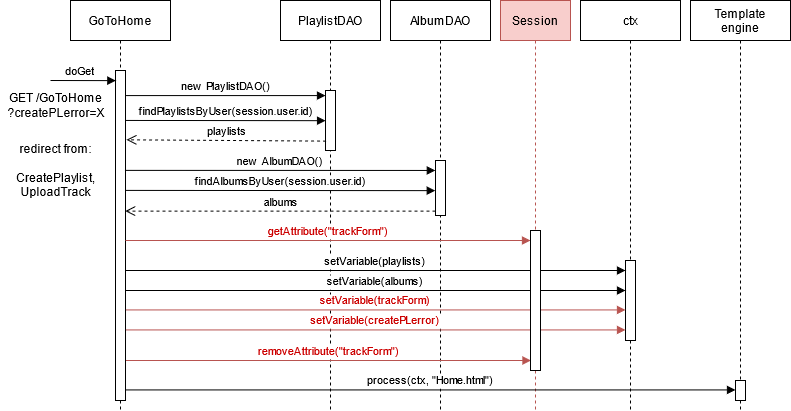 GoToHome
PlaylistDAO
AlbumDAO
Session
ctx
Template
engine
doGet
GET /GoToHome
?createPLerror=X
redirect from:
CreatePlaylist,
UploadTrack
new PlaylistDAO()
findPlaylistsByUser(session.user.id)
playlists
new AlbumDAO()
findAlbumsByUser(session.user.id)
albums
getAttribute("trackForm")
setVariable(playlists)
setVariable(albums)
setVariable(trackForm)
setVariable(createPLerror)
removeAttribute("trackForm")
process(ctx, "Home.html")